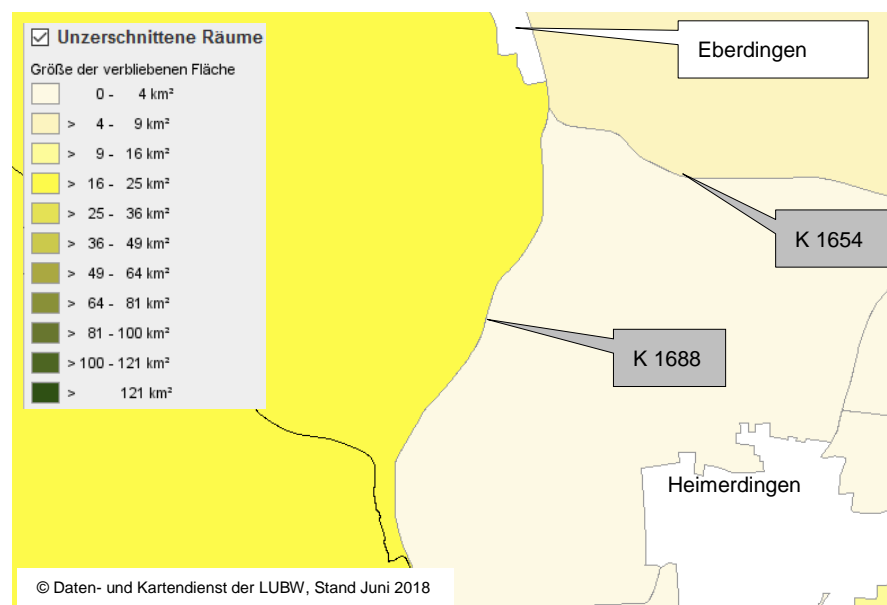 Unzerschnittene Räume
Größe der verbliebenen Fläche
0 - 4 km²
> 4 - 9 km²
> 9 - 16 km²
> 16 - 25 km²
> 25 - 36 km²
> 36 - 49 km²
> 49 - 64 km²
> 64 - 81 km²
> 81 - 100 km²
> 100 - 121 km²
> 121 km²
Eberdingen
K 1654
K 1688
Heimerdingen
© Daten- und Kartendienst der LUBW, Stand Juni 2018